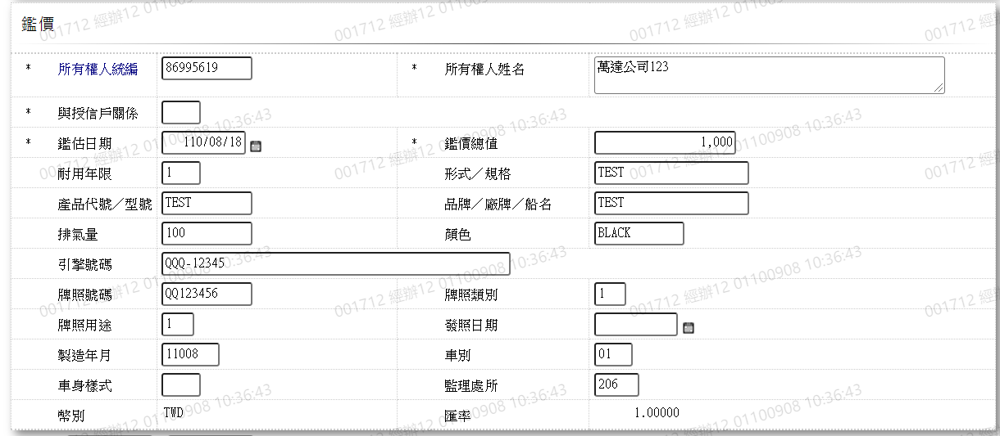 鑑價
* 所有權人統編 86995619 * 所有權人姓名 萬達公司123
* 與授信戶關係
* 鑑估日期 110/08/18 * 鑑價總值 1,000
耐用年限 1 形式／規格 TEST
產品代號／型號 TEST 品牌／廠牌／船名 TEST
排氣量 100 顏色 BLACK
引擎號碼 QQQ-12345
牌照號碼 QQ123456 牌照類別 1
牌照用途 1 發照日期
製造年月 11008 車別 01
車身樣式 監理處所 206
幣別 TWD 匯率 1.00000
001712 經辦12 01100908 10:36:43